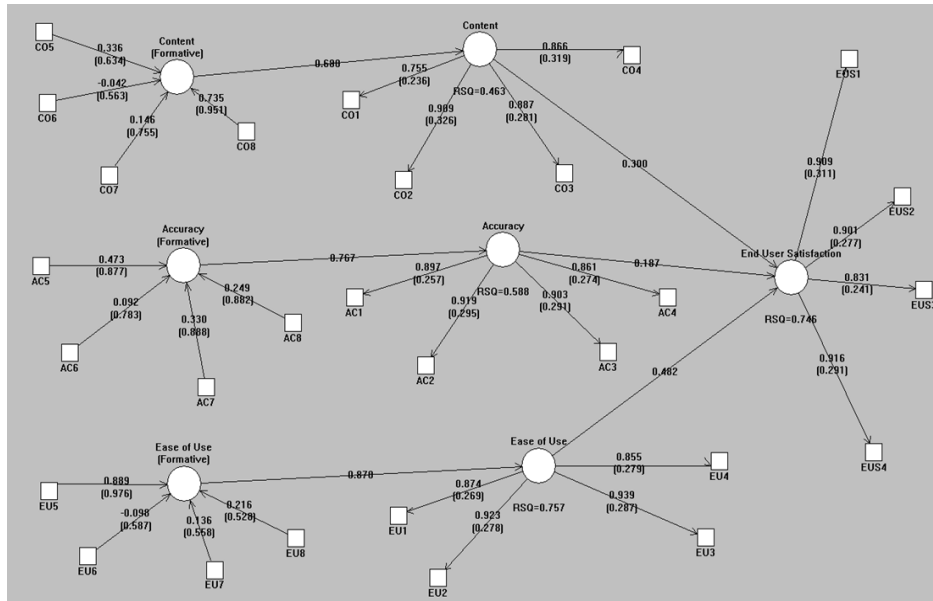 CO5
0.336
(0.634)
Content
(Formative)
-0.042
(0.563)
CO6
0.146
(0.755)
0.735
(0.951)
CO7
CO8
0.680
Content
0.866
(0.319)
CO4
0.755
(0.236)
CO1
RSQ=0.463
0.909
(0.326)
0.887
(0.281)
CO2
CO3
0.300
EUS1
0.909
(0.311)
EUS2
0.901
(0.277)
End User Satisfaction
0.831
(0.241)
EUS3
RSQ=0.746
0.916
(0.291)
EUS4
Accuracy
(Formative)
0.473
(0.877)
AC5
0.092
(0.783)
0.249
(0.882)
0.330
(0.888)
AC8
AC6
AC7
0.767
Accuracy
0.187
0.897
(0.257)
0.861
(0.274)
AC1
AC4
RSQ=0.588
0.919
(0.295)
0.903
(0.291)
AC2
AC3
0.482
Ease of Use
(Formative)
0.889
(0.976)
EU5
-0.098
(0.587)
0.216
(0.528)
0.136
(0.558)
EU8
EU6
EU7
0.870
Ease of Use
0.855
(0.279)
EU4
0.874
(0.269)
EU1
RSQ=0.757
0.923
(0.278)
0.939
(0.287)
EU3
EU2